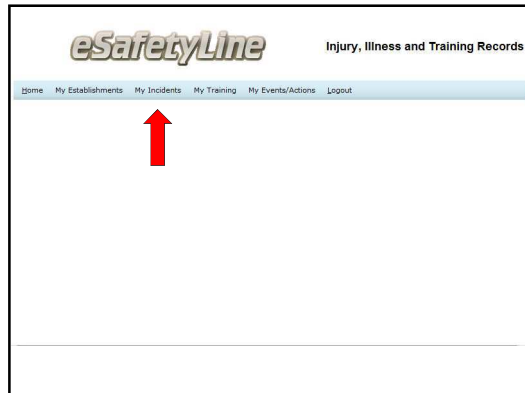 eSafetyLine
Injury, Illness and Training Records
Home My Establishments My Incidents My Training My Events/Actions Logout